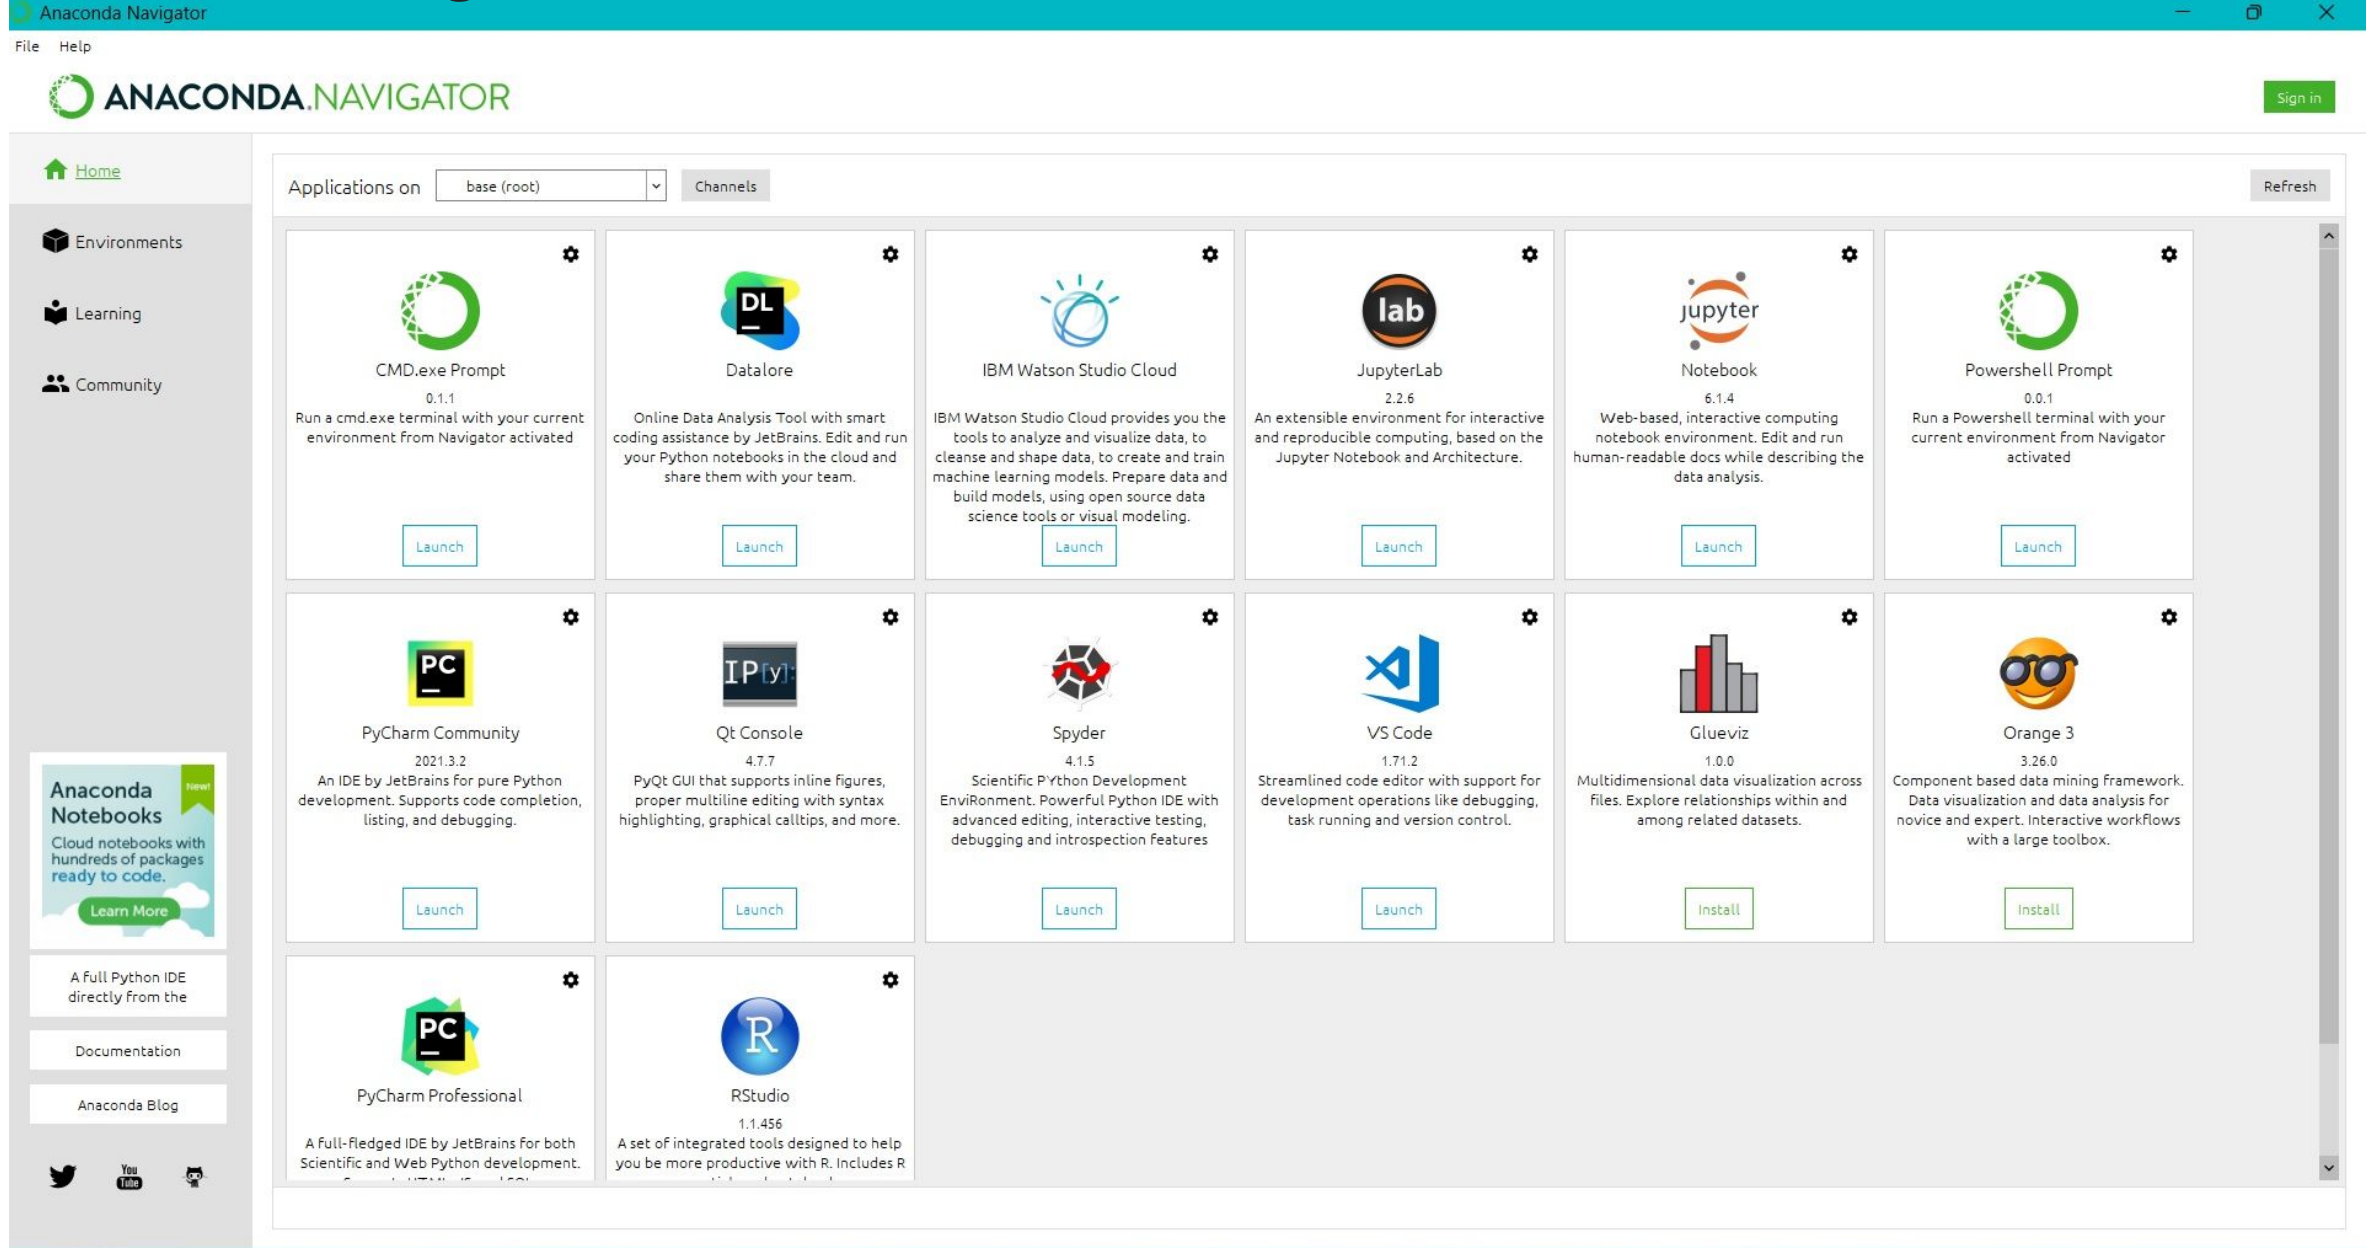 Anaconda Navigator
File Help
ANACONDA.NAVIGATOR
Sign in
Home
Environments
Learning
Community
Applications on base (root) Channels
Refresh
CMD.exe Prompt
0.1.1
Run a cmd.exe terminal with your current
environment from Navigator activated
Launch
DL
Datalore
Online Data Analysis Tool with smart
coding assistance by JetBrains. Edit and run
your Python notebooks in the cloud and
share them with your team.
Launch
IBM Watson Studio Cloud
IBM Watson Studio Cloud provides you the
tools to analyze and visualize data, to
cleanse and shape data, to create and train
machine learning models. Prepare data and
build models, using open source data
science tools or visual modeling.
Launch
lab
JupyterLab
2.2.6
An extensible environment for interactive
and reproducible computing, based on the
Jupyter Notebook and Architecture.
Launch
jupyter
Notebook
6.1.4
Web-based, interactive computing
notebook environment. Edit and run
human-readable docs while describing the
data analysis.
Launch
Powershell Prompt
0.0.1
Run a Powershell terminal with your
current environment from Navigator
activated
Launch
PC
PyCharm Community
2021.3.2
An IDE by JetBrains for pure Python
development. Supports code completion,
listing, and debugging.
Launch
IP[y]:
Qt Console
4.7.7
PyQt GUI that supports inline figures,
proper multiline editing with syntax
highlighting, graphical calltips, and more.
Launch
Spyder
4.1.5
Scientific PYthon Development
EnviRonment. Powerful Python IDE with
advanced editing, interactive testing,
debugging and introspection features
Launch
VS Code
1.71.2
Streamlined code editor with support for
development operations like debugging,
task running and version control.
Launch
Glueviz
1.0.0
Multidimensional data visualization across
files. Explore relationships within and
among related datasets.
Install
Orange 3
3.26.0
Component based data mining framework.
Data visualization and data analysis for
novice and expert. Interactive workflows
with a large toolbox.
Install
PC
PyCharm Professional
A full-fledged IDE by JetBrains for both
Scientific and Web Python development.
R
RStudio
1.1.456
A set of integrated tools designed to help
you be more productive with R. Includes R
Anaconda
Notebooks
New!
Cloud notebooks with
hundreds of packages
ready to code.
Learn More
A full Python IDE
directly from the
Documentation
Anaconda Blog
You
Tube